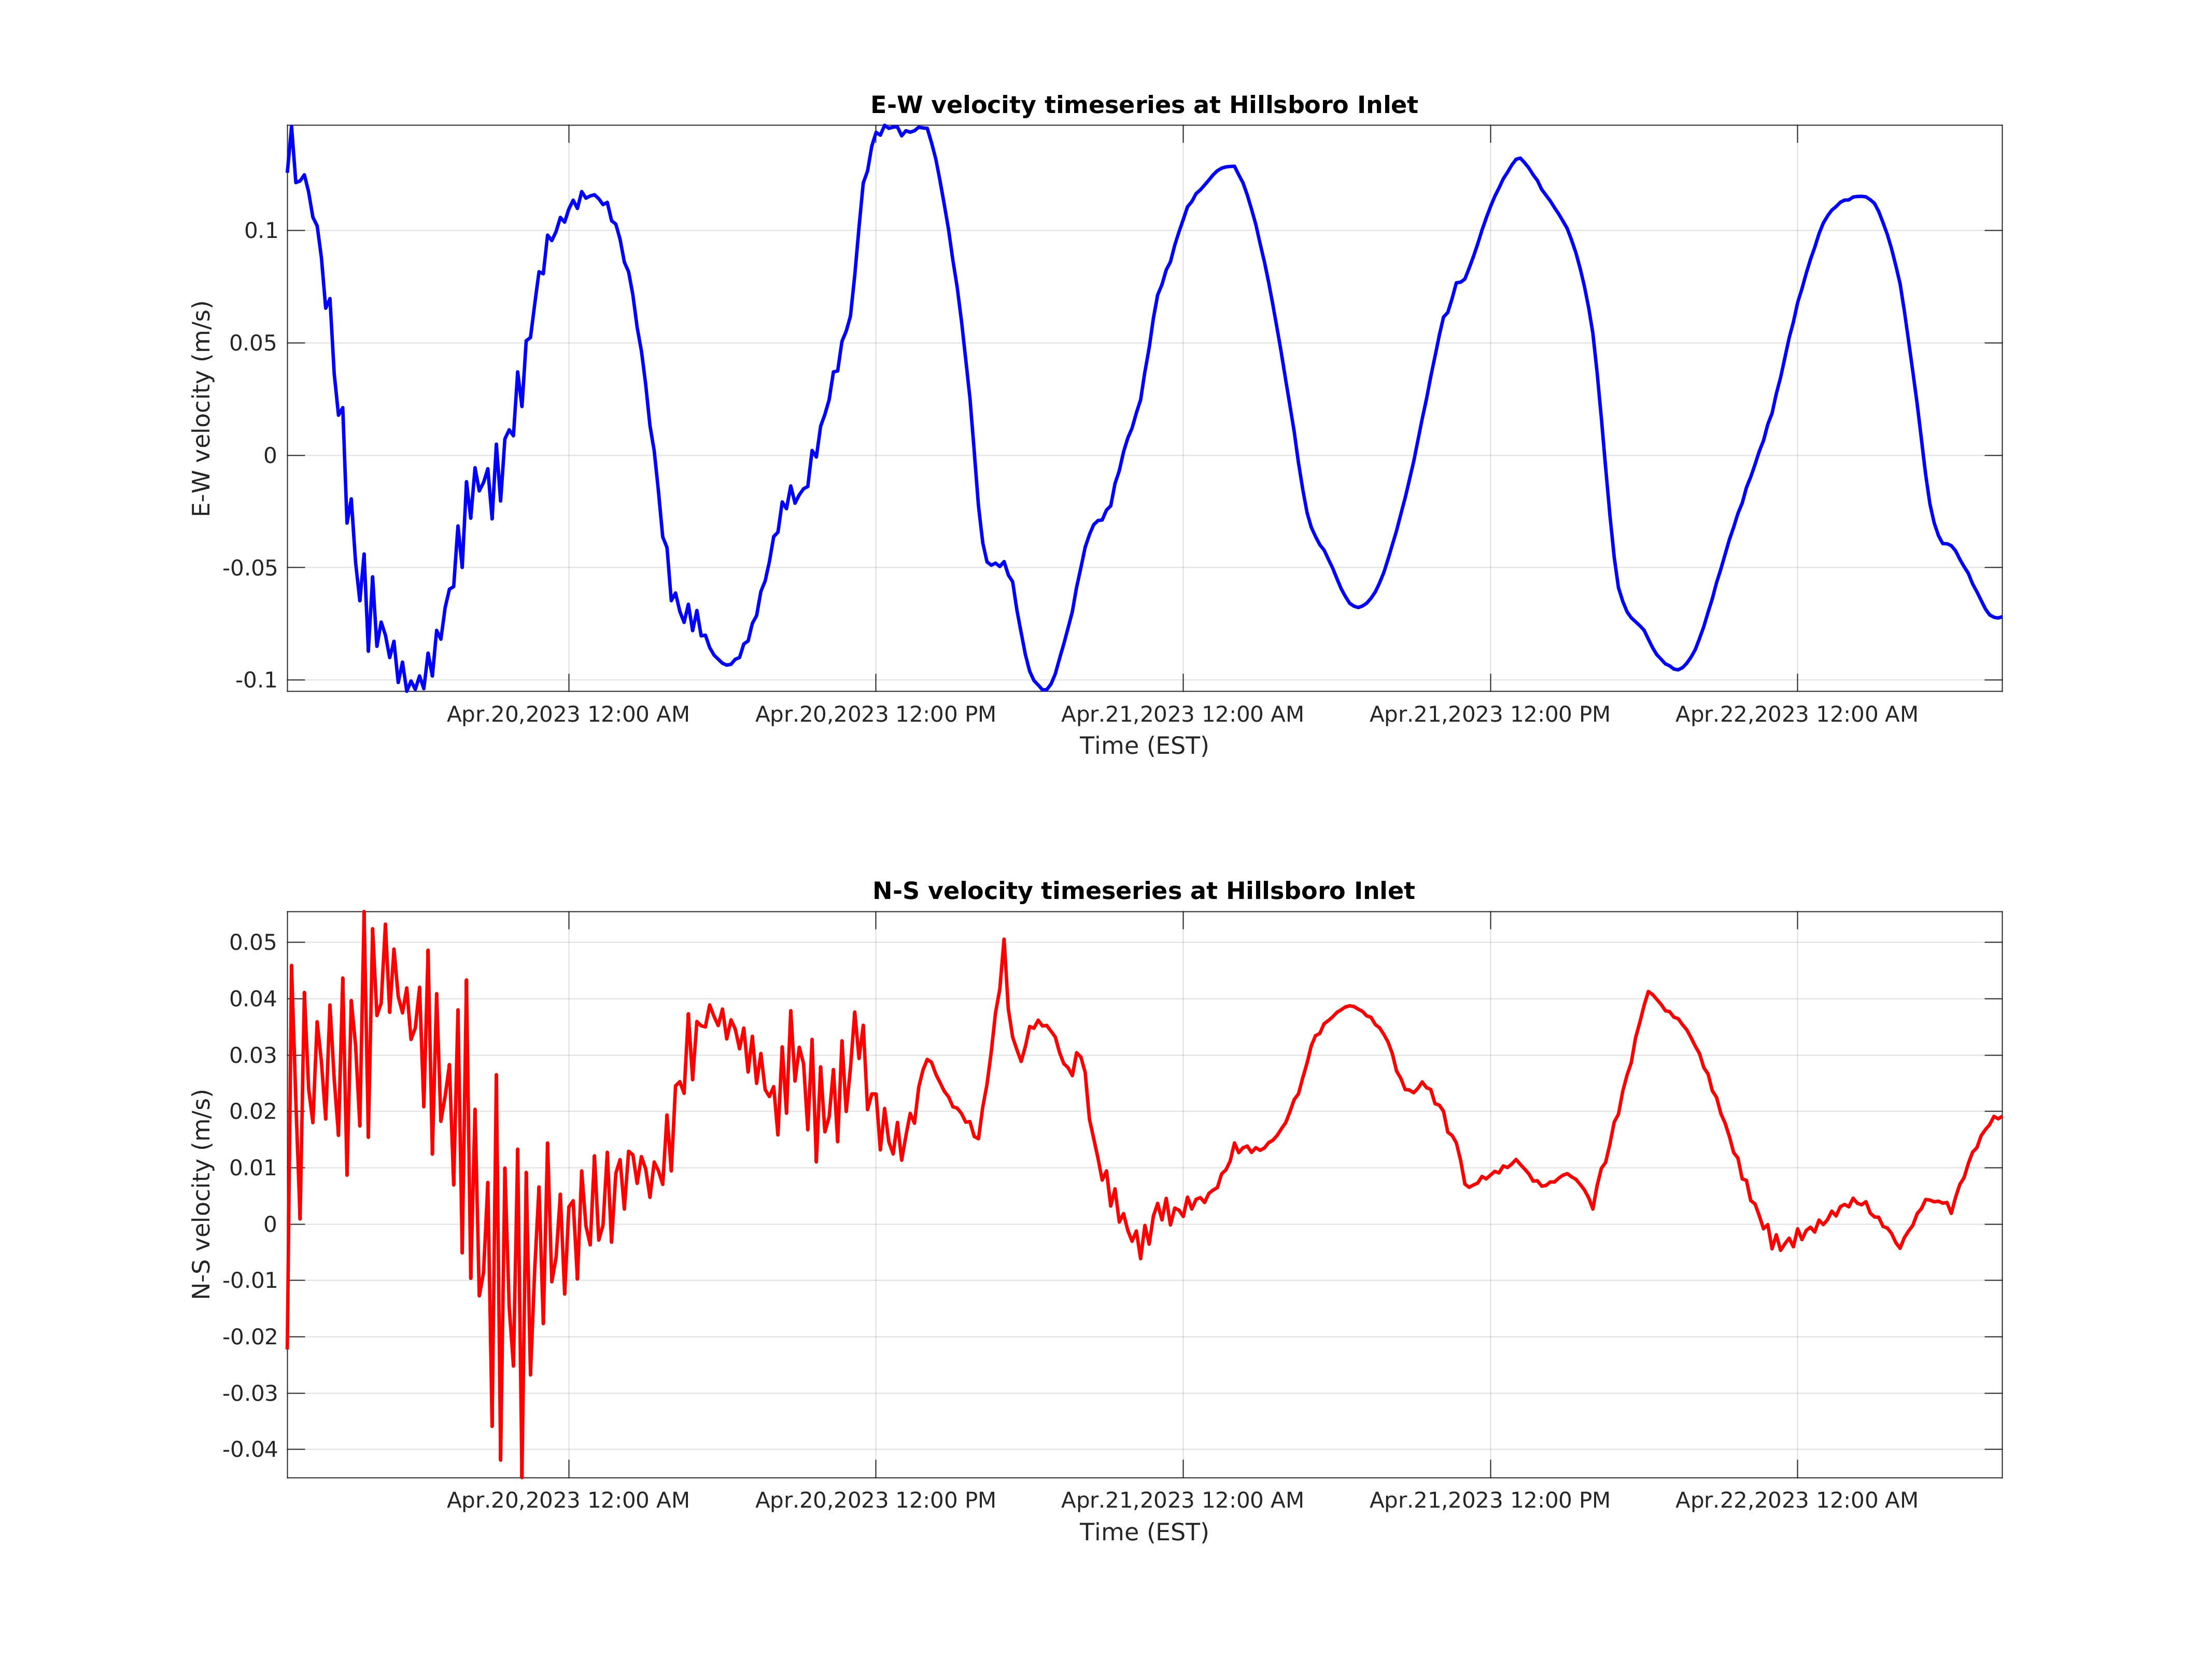 E-W velocity timeseries at Hillsboro Inlet
E-W velocity (m/s)
0.1
0.05
0
-0.05
-0.1
Apr.20,2023 12:00 AM Apr.20,2023 12:00 PM Apr.21,2023 12:00 AM Apr.21,2023 12:00 PM Apr.22,2023 12:00 AM
Time (EST)
N-S velocity timeseries at Hillsboro Inlet
N-S velocity (m/s)
0.05
0.04
0.03
0.02
0.01
0
-0.01
-0.02
-0.03
-0.04
Apr.20,2023 12:00 AM Apr.20,2023 12:00 PM Apr.21,2023 12:00 AM Apr.21,2023 12:00 PM Apr.22,2023 12:00 AM
Time (EST)